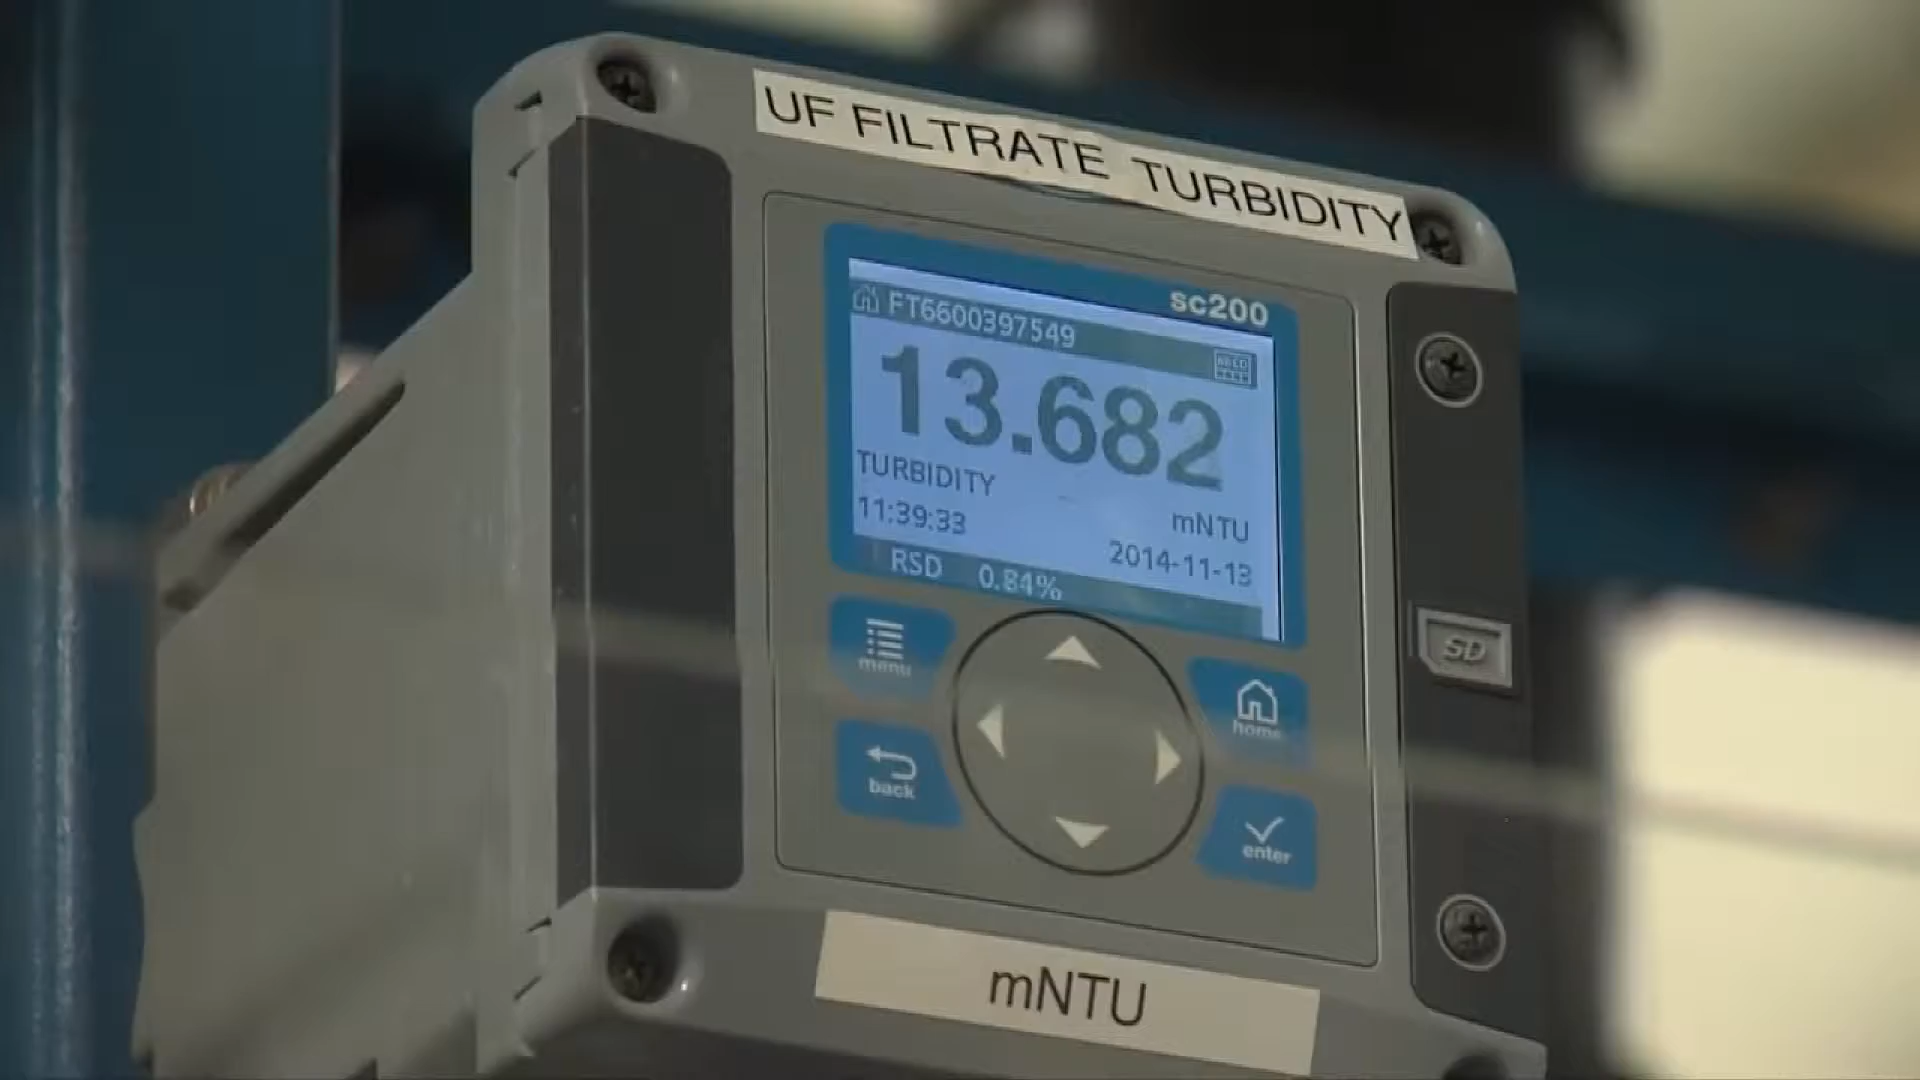 UF FILTRATE TURBIDITY
sc200
FT6600397549
13.682
TURBIDITY
mNTU
11:39:33
2014-11-13
RSD 0.84%
menu
home
back
enter
SD
mNTU